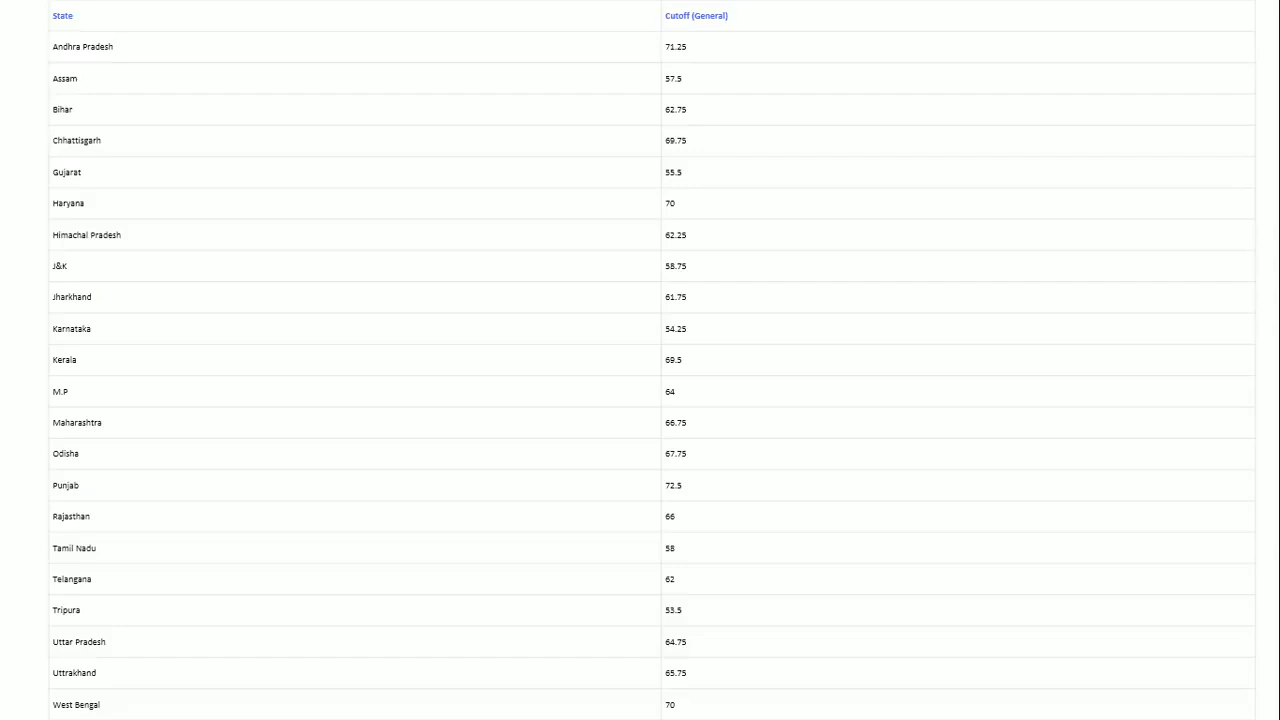 State Cutoff (General)
Andhra Pradesh 71.25
Assam 57.5
Bihar 62.75
Chhattisgarh 69.75
Gujarat 55.5
Haryana 70
Himachal Pradesh 62.25
J&K 58.75
Jharkhand 61.75
Karnataka 54.25
Kerala 69.5
M.P 64
Maharashtra 66.75
Odisha 67.75
Punjab 72.5
Rajasthan 66
Tamil Nadu 58
Telangana 62
Tripura 53.5
Uttar Pradesh 64.75
Uttrakhand 65.75
West Bengal 70